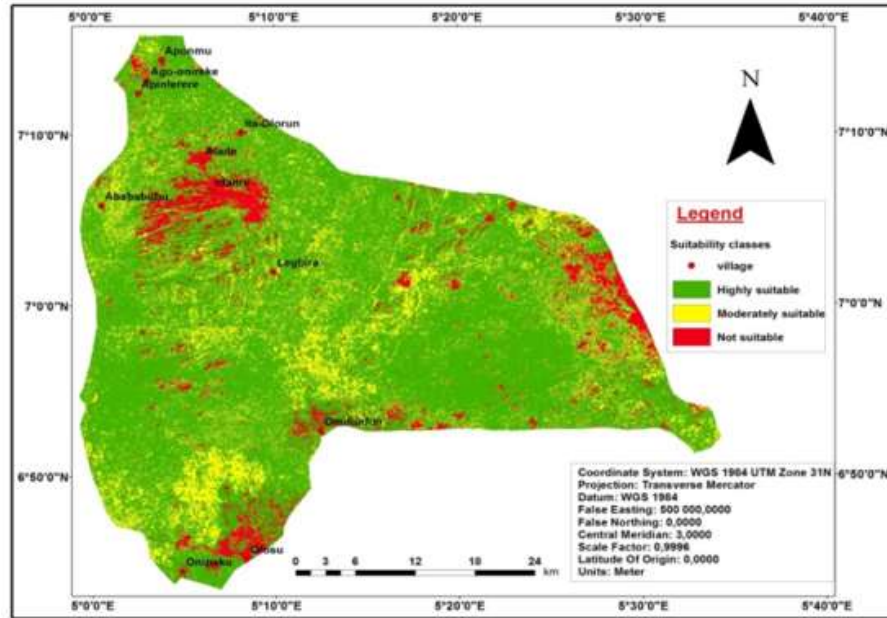 5°0'0"E 5°10'0"E 5°20'0"E 5°30'0"E 5°40'0"E
Aponmu
Ago-onireke
Apinlerere
N
Ita-Olorun
7°10'0"N 7°10'0"N
Legend
Suitability classes
village
Highly suitable
Moderately suitable
Not suitable
Legbira
7°0'0"N 7°0'0"N
6°50'0"N 6°50'0"N
Coordinate System: WGS 1984 UTM Zone 31N
Projection: Transverse Mercator
Datum: WGS 1984
False Easting: 500 000,0000
False Northing: 0,0000
Central Meridian: 3,0000
Scale Factor: 0,9996
Latitude Of Origin: 0,0000
Units: Meter
Olosu
0 3 6 12 18 24
km
5°0'0"E 5°10'0"E 5°20'0"E 5°30'0"E 5°40'0"E